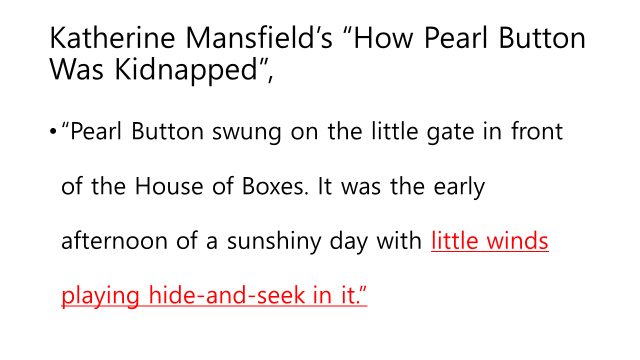 Katherine Mansfield’s “How Pearl Button
Was Kidnapped”,
• “Pearl Button swung on the little gate in front
of the House of Boxes. It was the early
afternoon of a sunshiny day with little winds
playing hide-and-seek in it.”